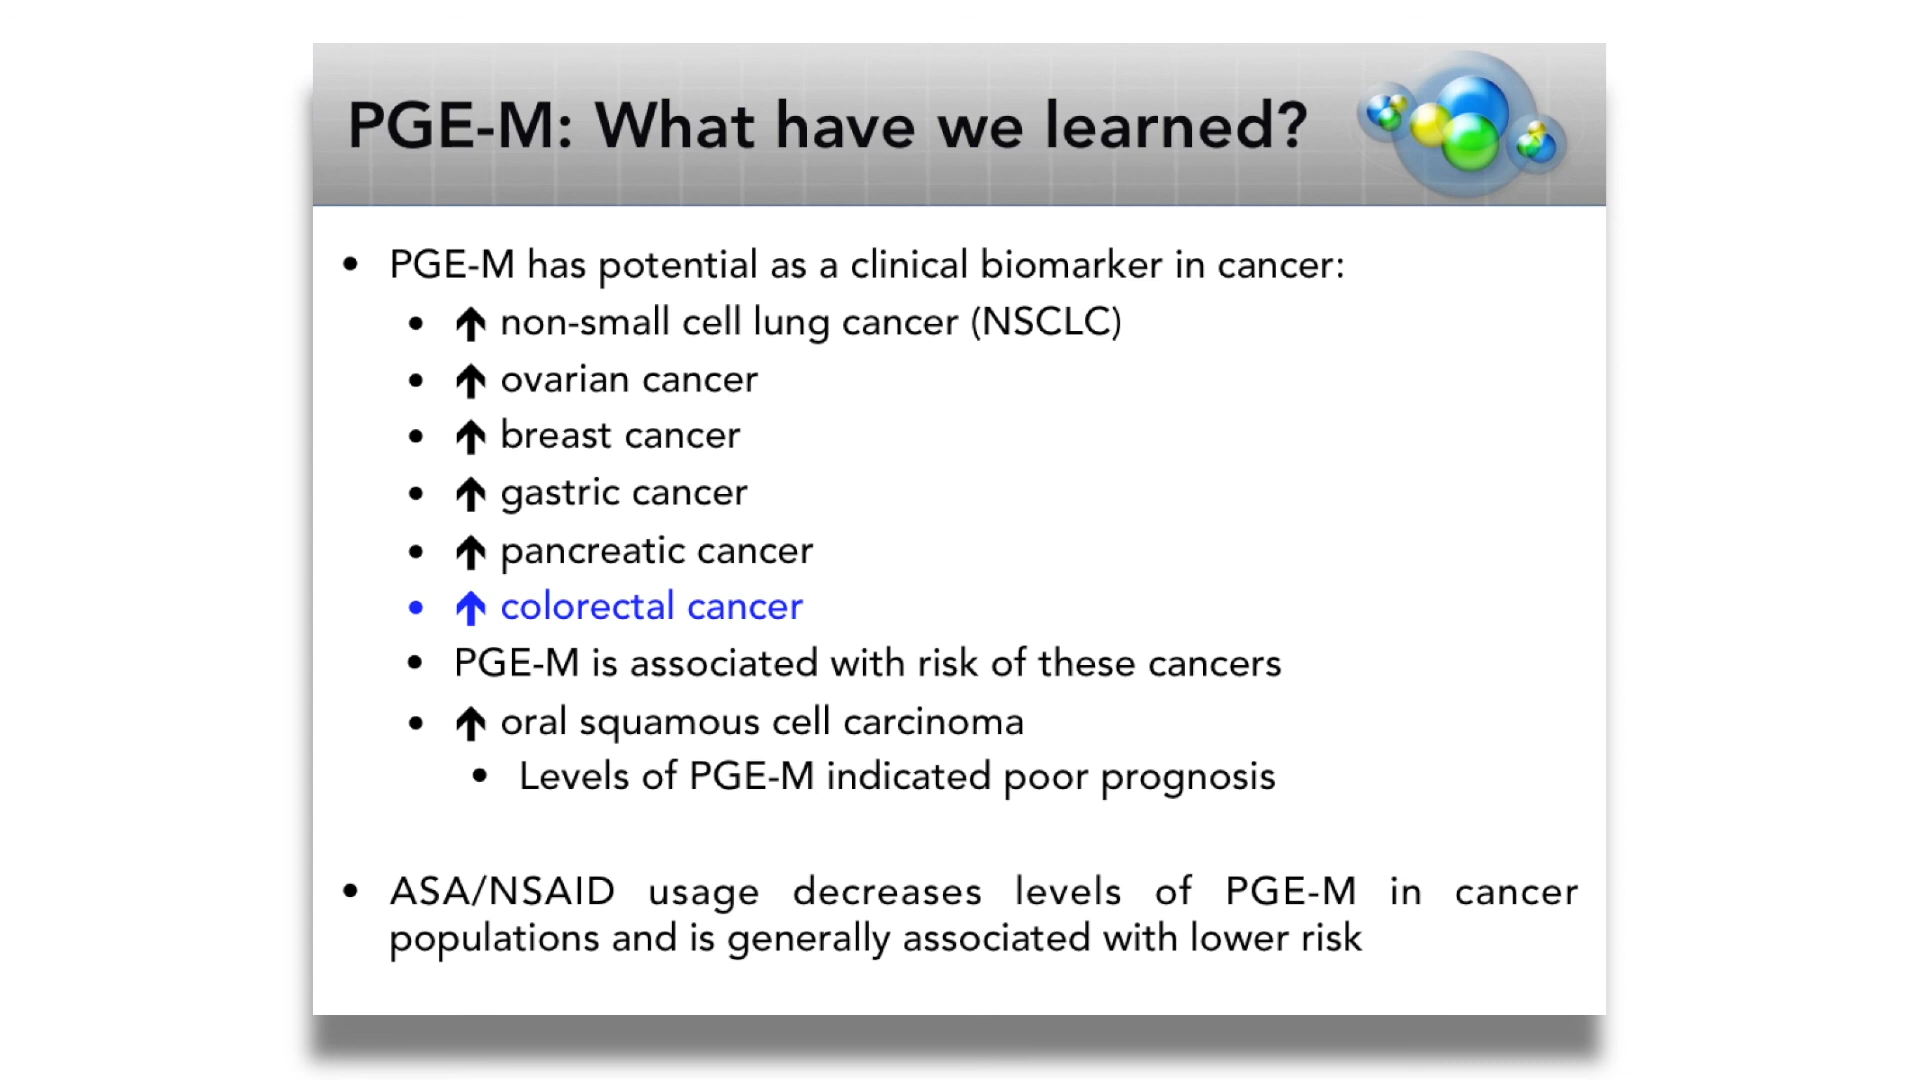 PGE-M: What have we learned?
• PGE-M has potential as a clinical biomarker in cancer:
• ↑ non-small cell lung cancer (NSCLC)
• ↑ ovarian cancer
• ↑ breast cancer
• ↑ gastric cancer
• ↑ pancreatic cancer
• ↑ colorectal cancer
• PGE-M is associated with risk of these cancers
• ↑ oral squamous cell carcinoma
• Levels of PGE-M indicated poor prognosis
• ASA/NSAID usage decreases levels of PGE-M in cancer
populations and is generally associated with lower risk